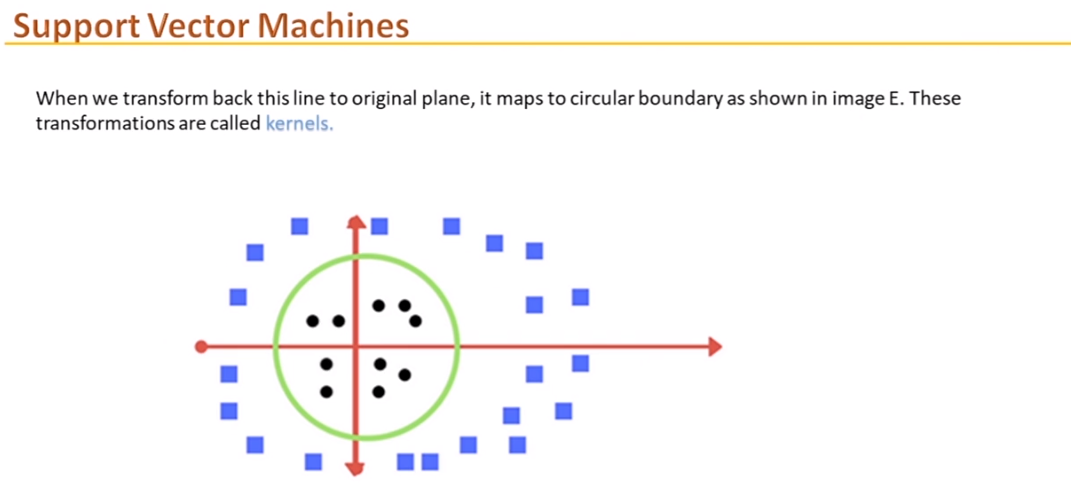 Support Vector Machines
When we transform back this line to original plane, it maps to circular boundary as shown in image E. These
transformations are called kernels.